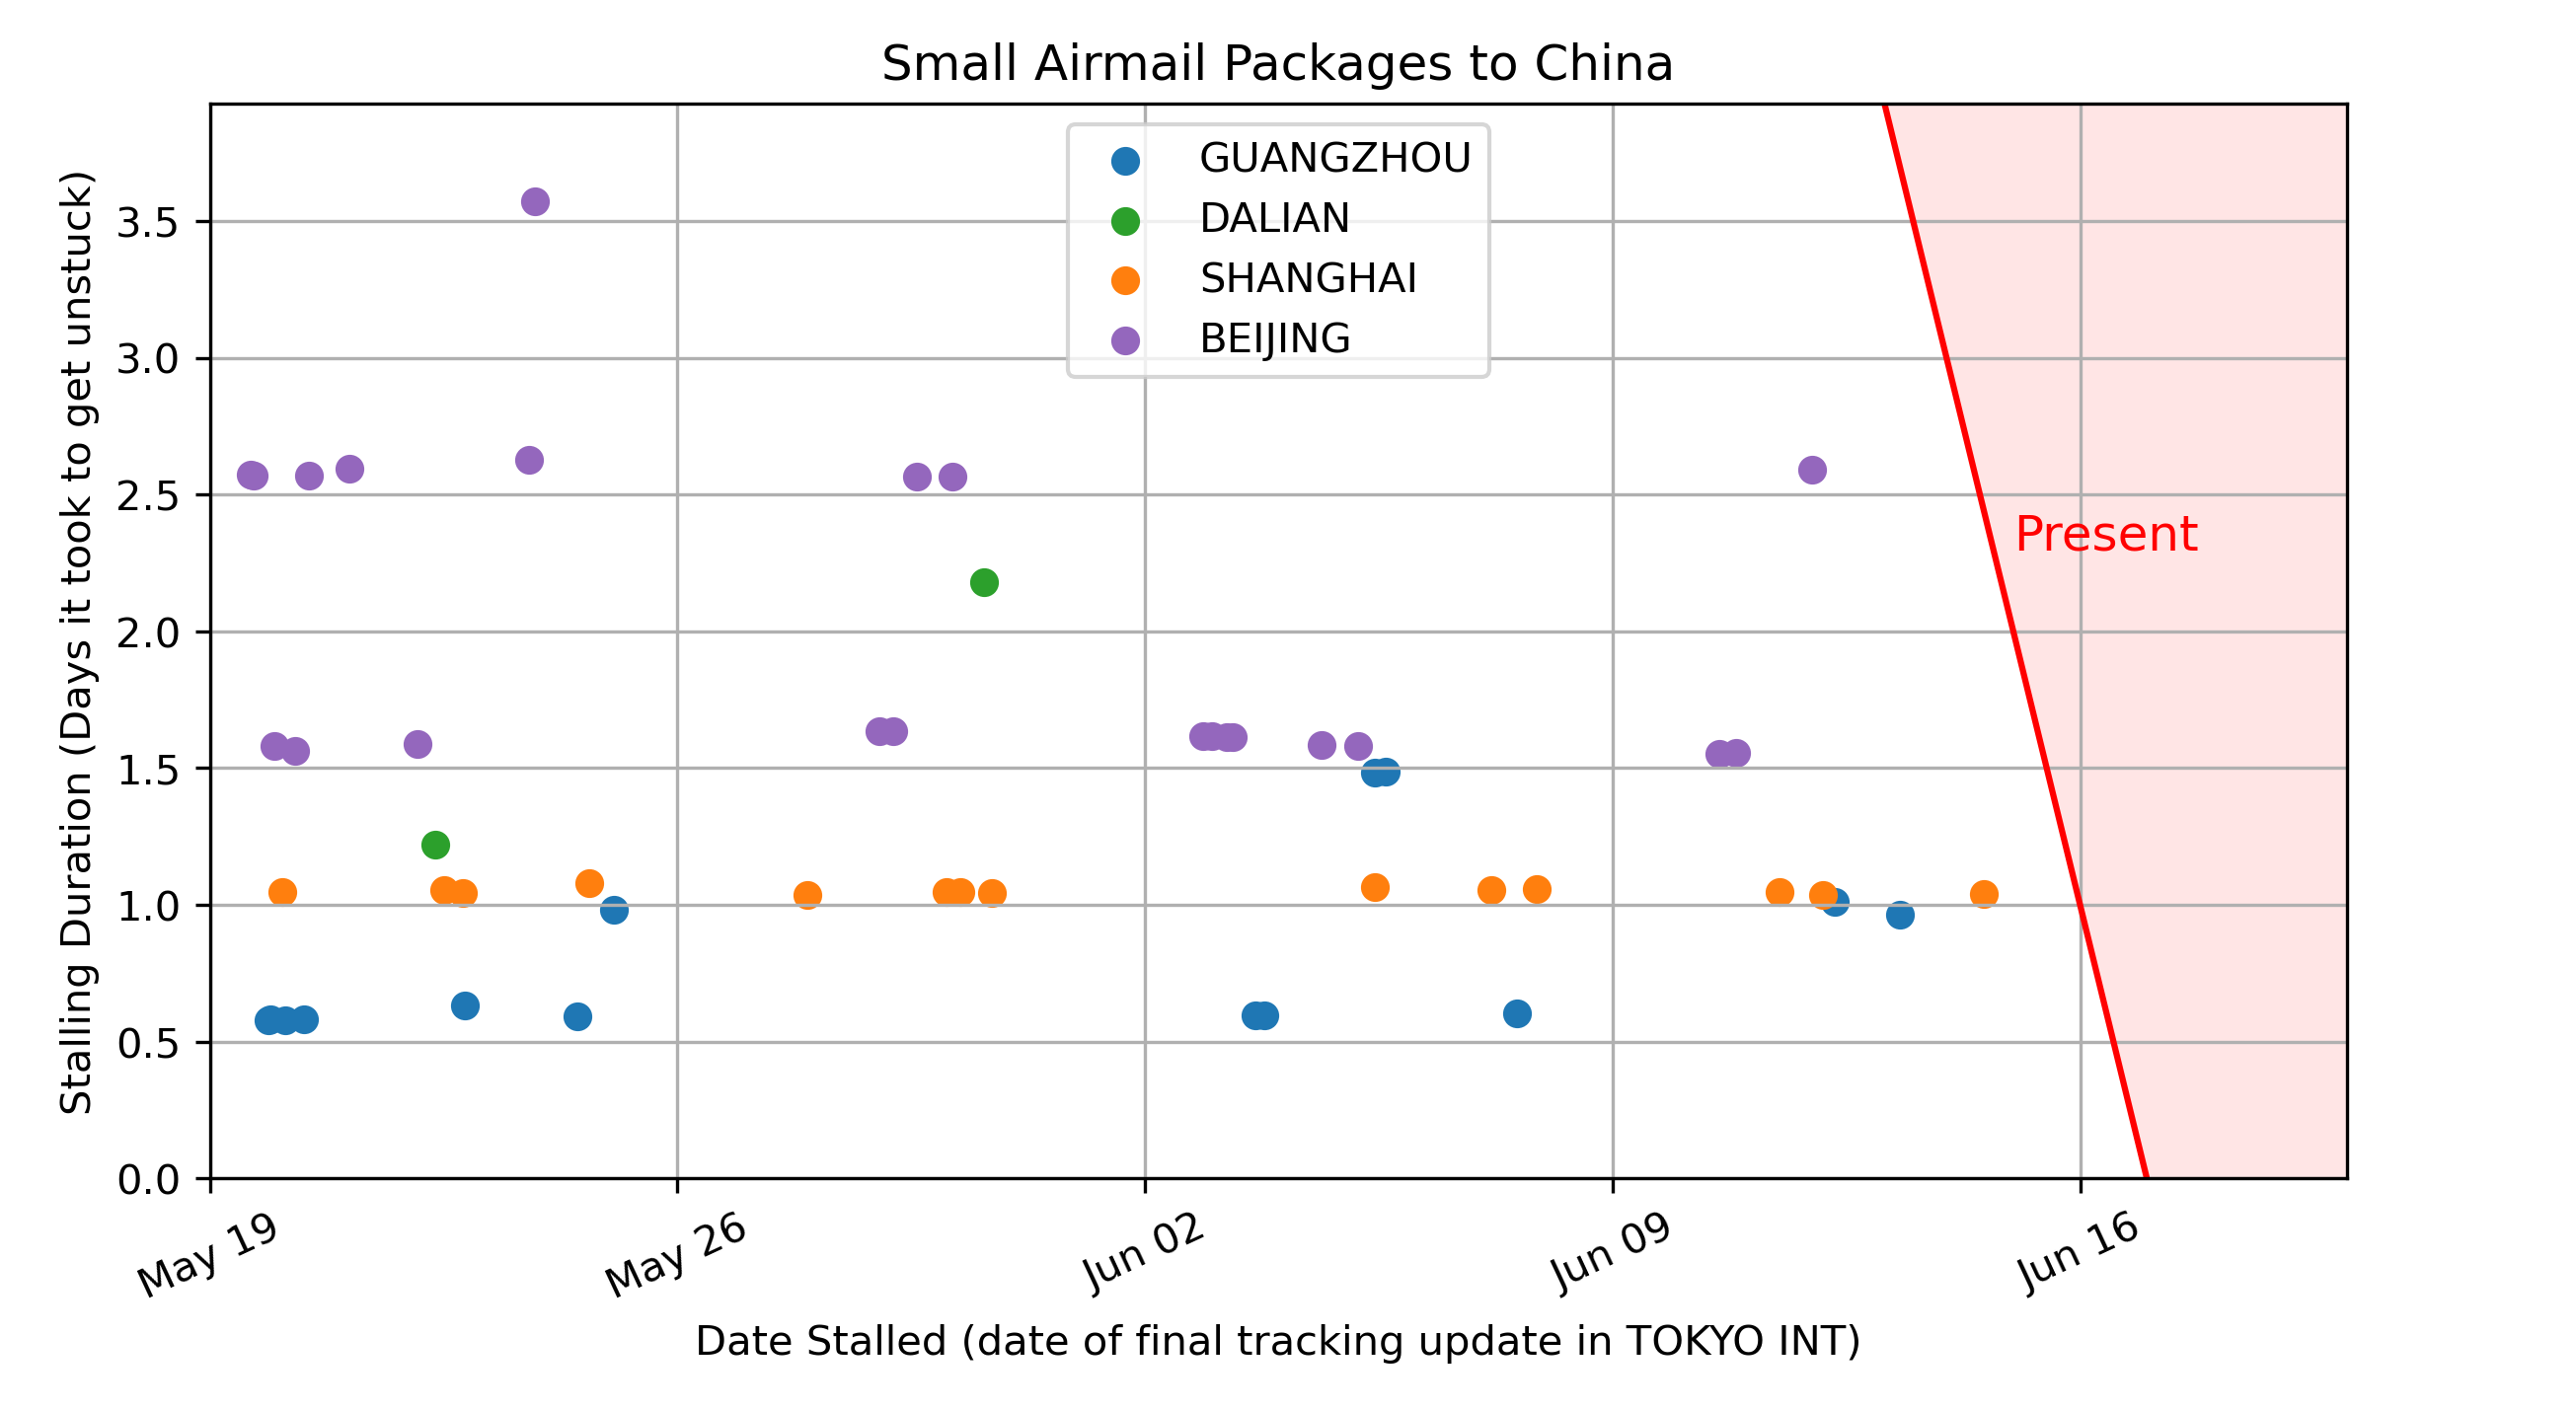 Small Airmail Packages to China
Stalling Duration (Days it took to get unstuck)
3.5
3.0
2.5
2.0
1.5
1.0
0.5
0.0
GUANGZHOU
DALIAN
SHANGHAI
BEIJING
Present
May 19
May 26
Jun 02
Jun 09
Jun 16
Date Stalled (date of final tracking update in TOKYO INT)